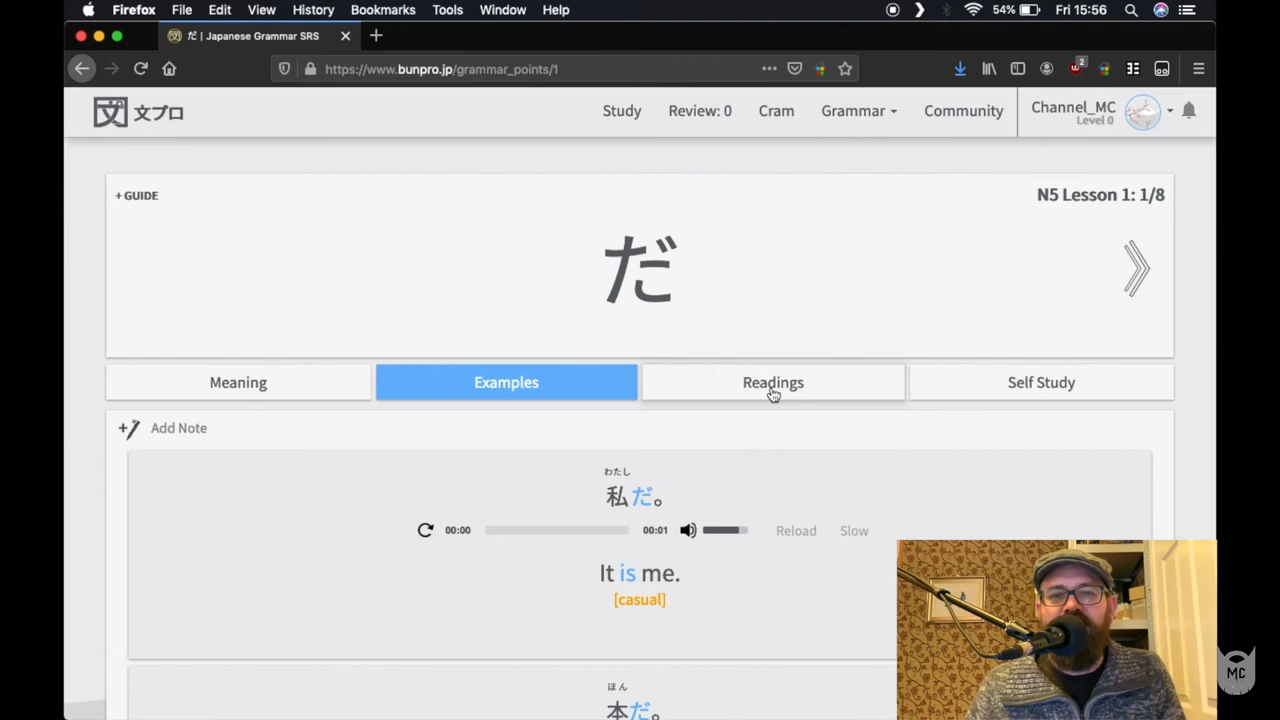 Firefox File Edit View History Bookmarks Tools Window Help 54% Fri 15:56
だ | Japanese Grammar SRS
https://www.bunpro.jp/grammar_points/1
2
文 文プロ Study Review: 0 Cram Grammar Community Channel_MC
Level 0
+ GUIDE N5 Lesson 1: 1/8
だ
Meaning Examples Readings Self Study
Add Note
わたし
私だ。
00:00 00:01 Reload Slow
It is me.
[casual]
ほん
本だ。
MC